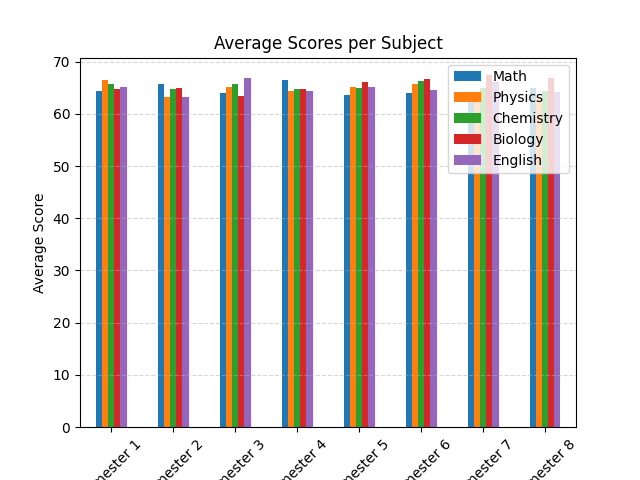 Average Scores per Subject
Math
Physics
Chemistry
Biology
English
Average Score
70
60
50
40
30
20
10
0
mester 1
mester 2
mester 3
mester 4
mester 5
mester 6
mester 7
mester 8